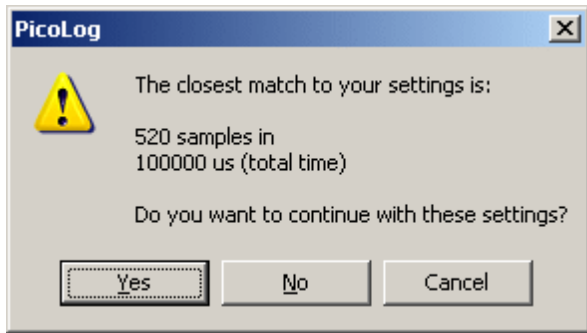 PicoLog
The closest match to your settings is:
520 samples in
100000 us (total time)
Do you want to continue with these settings?
Yes
No
Cancel